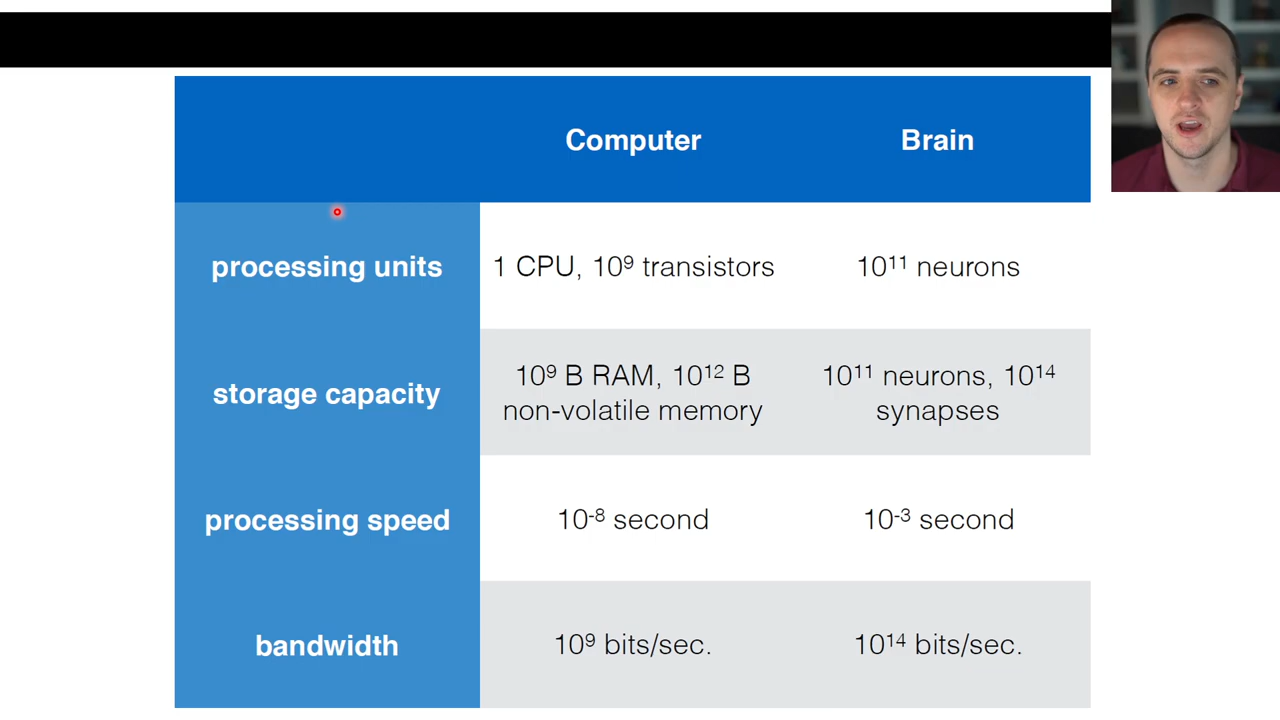 Computer Brain
processing units 1 CPU, 10⁹ transistors 10¹¹ neurons
storage capacity 10⁹ B RAM, 10¹² B non-volatile memory 10¹¹ neurons, 10¹⁴ synapses
processing speed 10⁻⁸ second 10⁻³ second
bandwidth 10⁹ bits/sec. 10¹⁴ bits/sec.